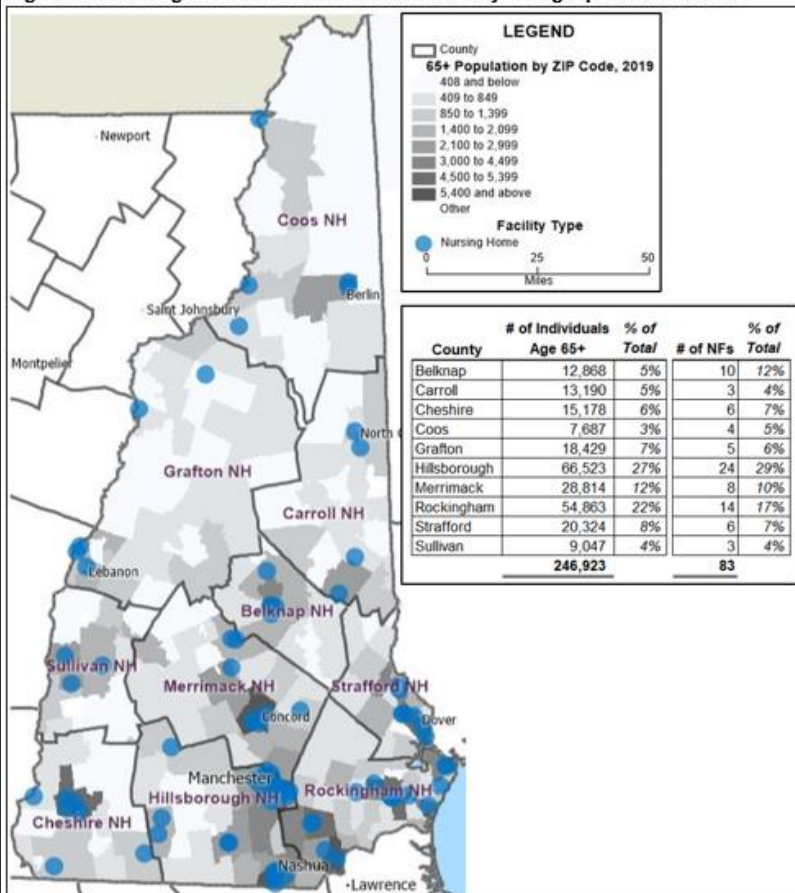 LEGEND
County
65+ Population by ZIP Code, 2019
408 and below
409 to 849
850 to 1,399
1,400 to 2,099
2,100 to 2,999
3,000 to 4,499
4,500 to 5,399
5,400 and above
Other
Facility Type
Nursing Home
0 25 50
Miles
# of Individuals % of % of
County Age 65+ Total # of NFs Total
Belknap 12,868 5% 10 12%
Carroll 13,190 5% 3 4%
Cheshire 15,178 6% 6 7%
Coos 7,687 3% 4 5%
Grafton 18,429 7% 5 6%
Hillsborough 66,523 27% 24 29%
Merrimack 28,814 12% 8 10%
Rockingham 54,863 22% 14 17%
Strafford 20,324 8% 6 7%
Sullivan 9,047 4% 3 4%
246,923 83
Newport
Coos NH
Berlin
Saint Johnsbury
Montpelier
North
Grafton NH
Carroll NH
Lebanon
Belknap NH
Sullivan NH
Merrimack NH
Strafford NH
Concord
Dover
Manchester
Hillsborough NH
Rockingham NH
Cheshire NH
Nashua
Lawrence